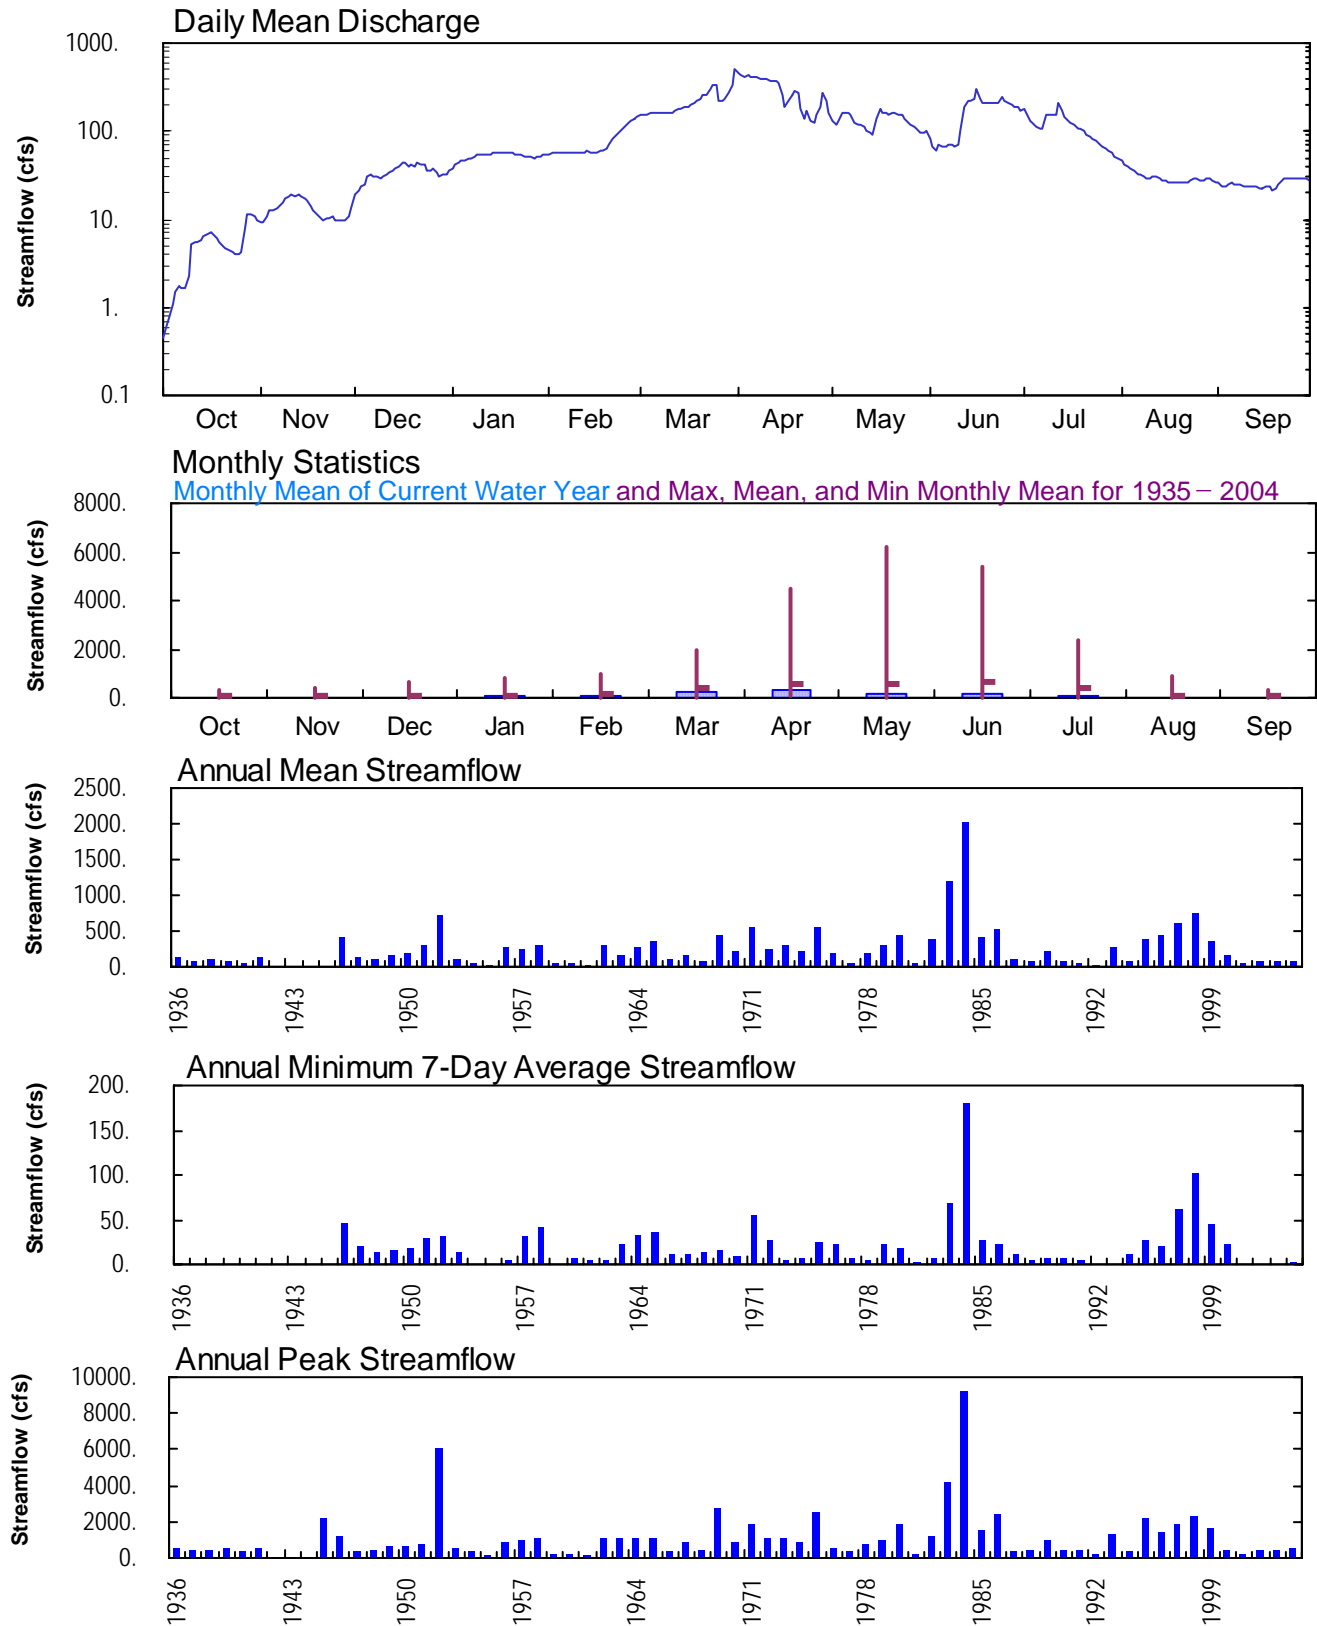 Daily Mean Discharge
Streamflow (cfs)
1000.
100.
10.
1.
0.1
Oct Nov Dec Jan Feb Mar Apr May Jun Jul Aug Sep
Monthly Statistics
Monthly Mean of Current Water Year and Max, Mean, and Min Monthly Mean for 1935 – 2004
Streamflow (cfs)
8000.
6000.
4000.
2000.
0.
Oct Nov Dec Jan Feb Mar Apr May Jun Jul Aug Sep
Annual Mean Streamflow
Streamflow (cfs)
2500.
2000.
1500.
1000.
500.
0.
1936 1943 1950 1957 1964 1971 1978 1985 1992 1999
Annual Minimum 7-Day Average Streamflow
Streamflow (cfs)
200.
150.
100.
50.
0.
1936 1943 1950 1957 1964 1971 1978 1985 1992 1999
Annual Peak Streamflow
Streamflow (cfs)
10000.
8000.
6000.
4000.
2000.
0.
1936 1943 1950 1957 1964 1971 1978 1985 1992 1999